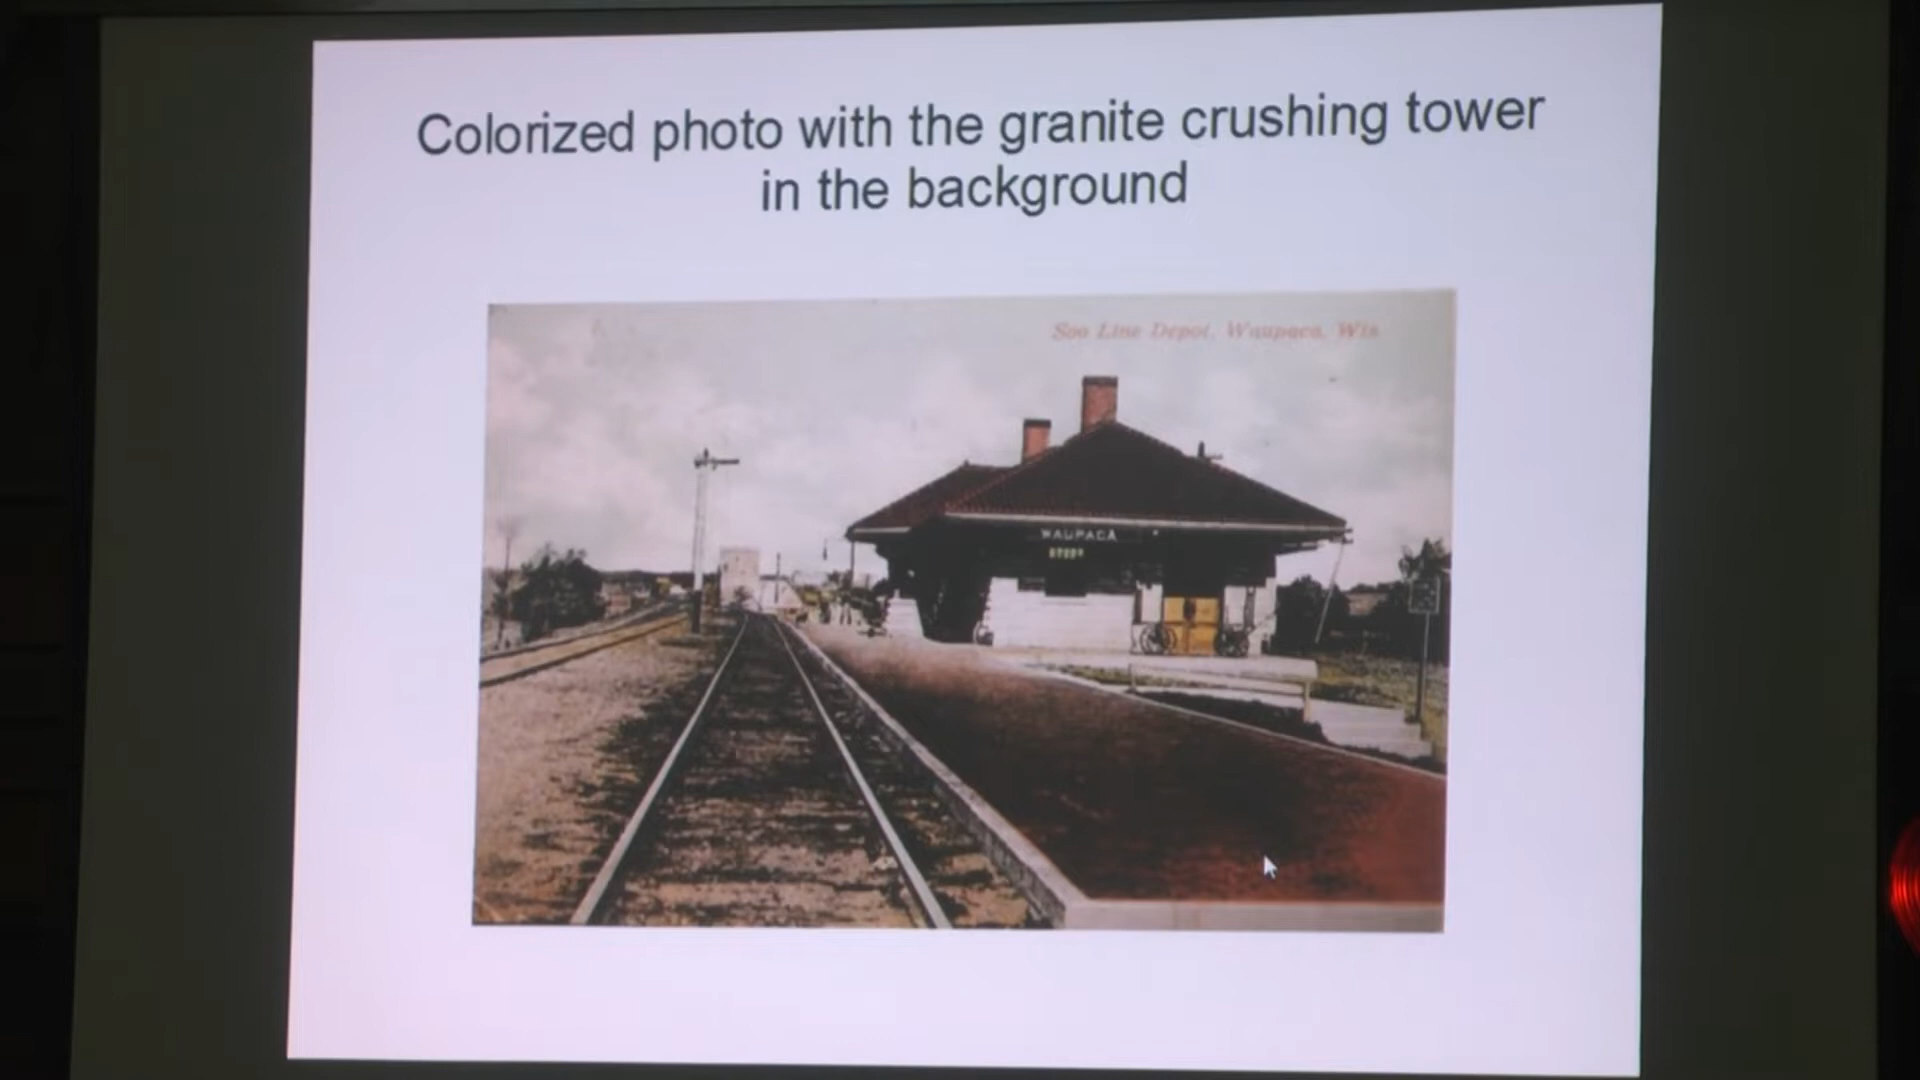 Colorized photo with the granite crushing tower
in the background
Soo Line Depot, Waupaca, Wis.
WAUPACA